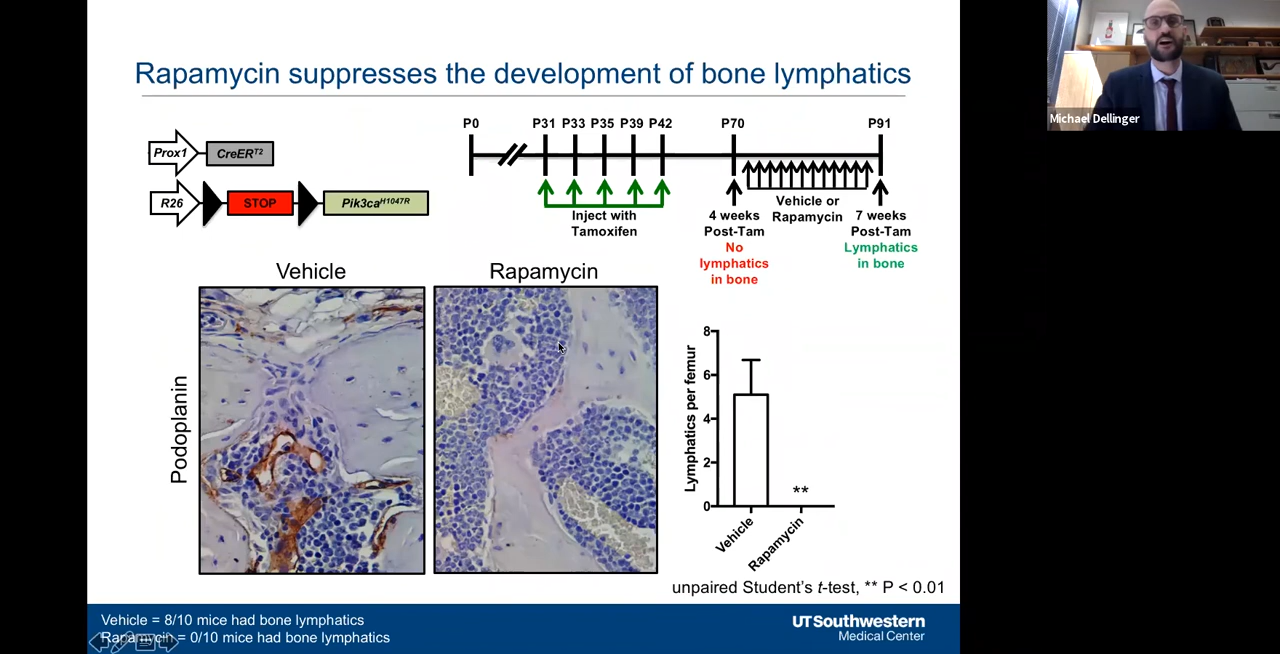 Rapamycin suppresses the development of bone lymphatics
Prox1
CreERT2
R26
STOP
Pik3caH1047R
P0
P31
P33
P35
P39
P42
P70
P91
Inject with
Tamoxifen
4 weeks
Post-Tam
No
lymphatics
in bone
Vehicle or
Rapamycin
7 weeks
Post-Tam
Lymphatics
in bone
Vehicle
Rapamycin
Podoplanin
Lymphatics per femur
8
6
4
2
0
**
Vehicle
Rapamycin
unpaired Student's t-test, ** P < 0.01
Vehicle = 8/10 mice had bone lymphatics
Rapamycin = 0/10 mice had bone lymphatics
UT Southwestern
Medical Center
Michael Dellinger